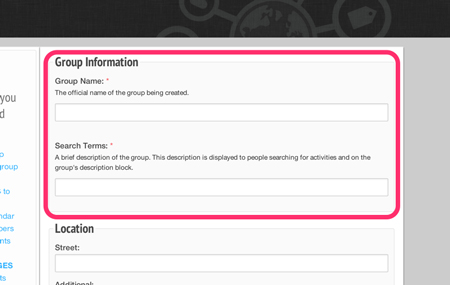 Group Information
Group Name: *
The official name of the group being created.
Search Terms: *
A brief description of the group. This description is displayed to people searching for activities and on the
group's description block.
Location
Street:
Additional:
you
d
o
group
s to
ndar
pers
nts
GES
ts